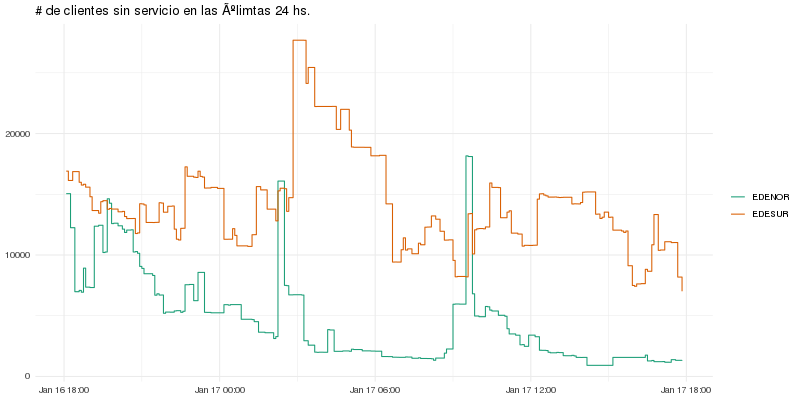 # de clientes sin servicio en las Ãºlimtas 24 hs.
20000
10000
0
Jan 16 18:00 Jan 17 00:00 Jan 17 06:00 Jan 17 12:00 Jan 17 18:00
EDENOR
EDESUR